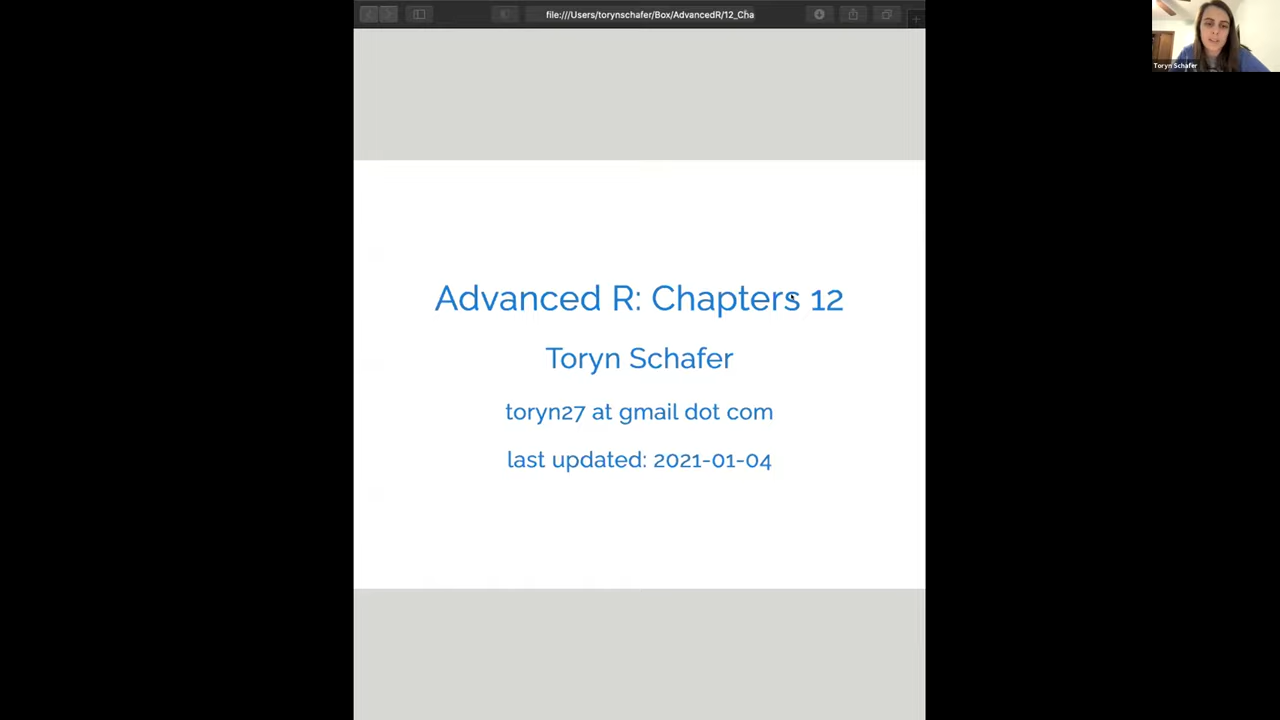 file:///Users/torynschafer/Box/AdvancedR/12_Cha
Toryn Schafer
Advanced R: Chapters 12
Toryn Schafer
toryn27 at gmail dot com
last updated: 2021-01-04